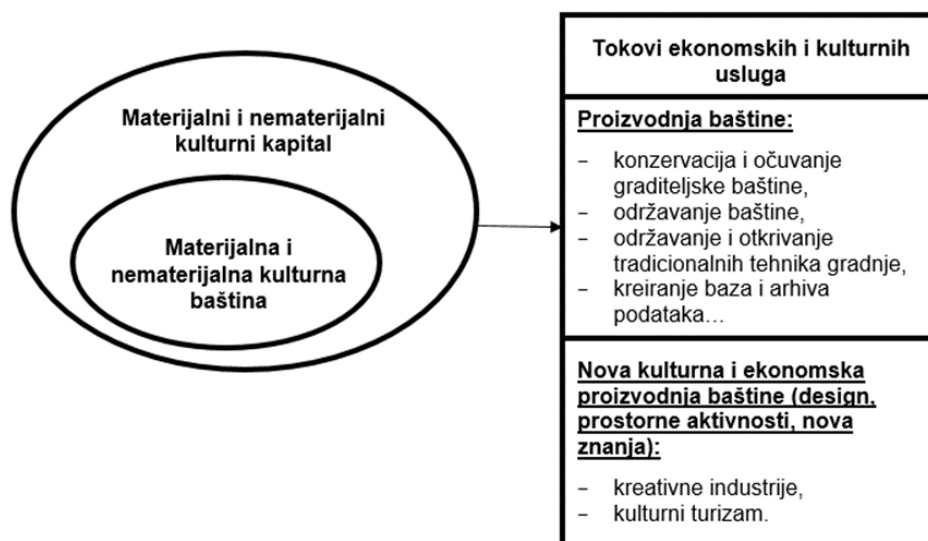 Materijalni i nematerijalni
kulturni kapital
Materijalna i
nematerijalna kulturna
baština
Tokovi ekonomskih i kulturnih
usluga
Proizvodnja baštine:
- konzervacija i očuvanje
graditeljske baštine,
- održavanje baštine,
- održavanje i otkrivanje
tradicionalnih tehnika gradnje,
- kreiranje baza i arhiva
podataka…
Nova kulturna i ekonomska
proizvodnja baštine (design,
prostorne aktivnosti, nova
znanja):
- kreativne industrije,
- kulturni turizam.